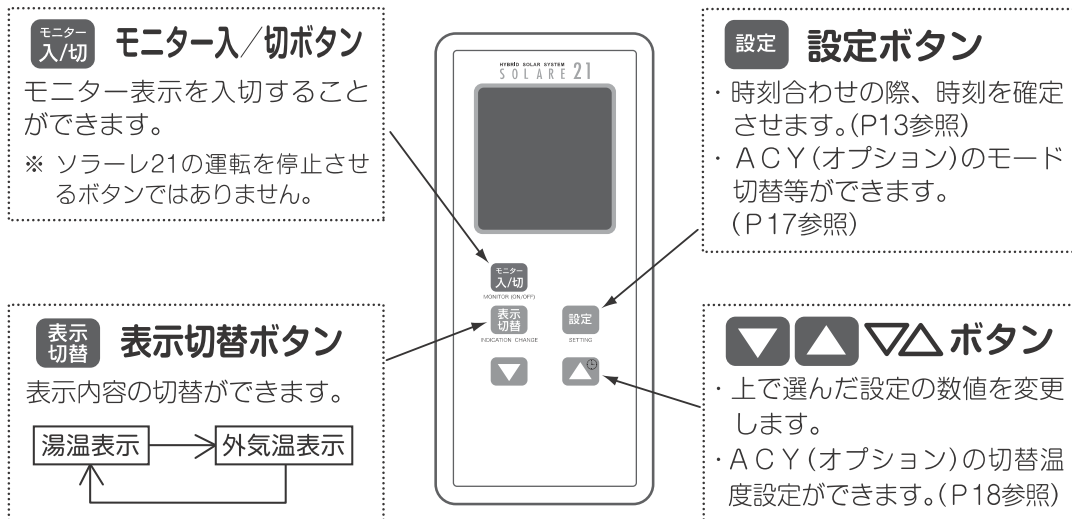 モニター
入/切
モニター入/切ボタン
モニター表示を入切すること
ができます。
※ ソラーレ21の運転を停止させ
るボタンではありません。
表示
切替
表示切替ボタン
表示内容の切替ができます。
湯温表示
外気温表示
HYBRID SOLAR SYSTEM
SOLARE 21
モニター
入/切
MONITOR (ON/OFF)
表示
切替
INDICATION CHANGE
設定
SETTING
▽
△
設定
設定ボタン
・時刻合わせの際、時刻を確定
させます。(P13参照)
・ACY(オプション)のモード
切替等ができます。
(P17参照)
▽ △ ▽△ ボタン
・上で選んだ設定の数値を変更
します。
・ACY(オプション)の切替温
度設定ができます。(P18参照)